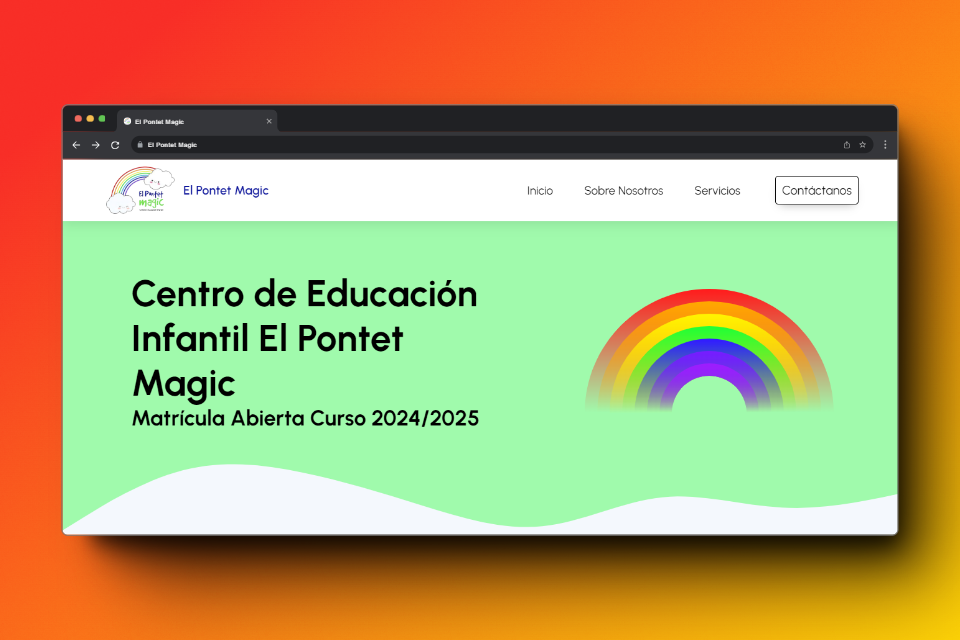 El Pontet Magic
El Pontet Magic
El Pontet
magic
El Pontet Magic
Inicio
Sobre Nosotros
Servicios
Contáctanos
Centro de Educación
Infantil El Pontet
Magic
Matrícula Abierta Curso 2024/2025